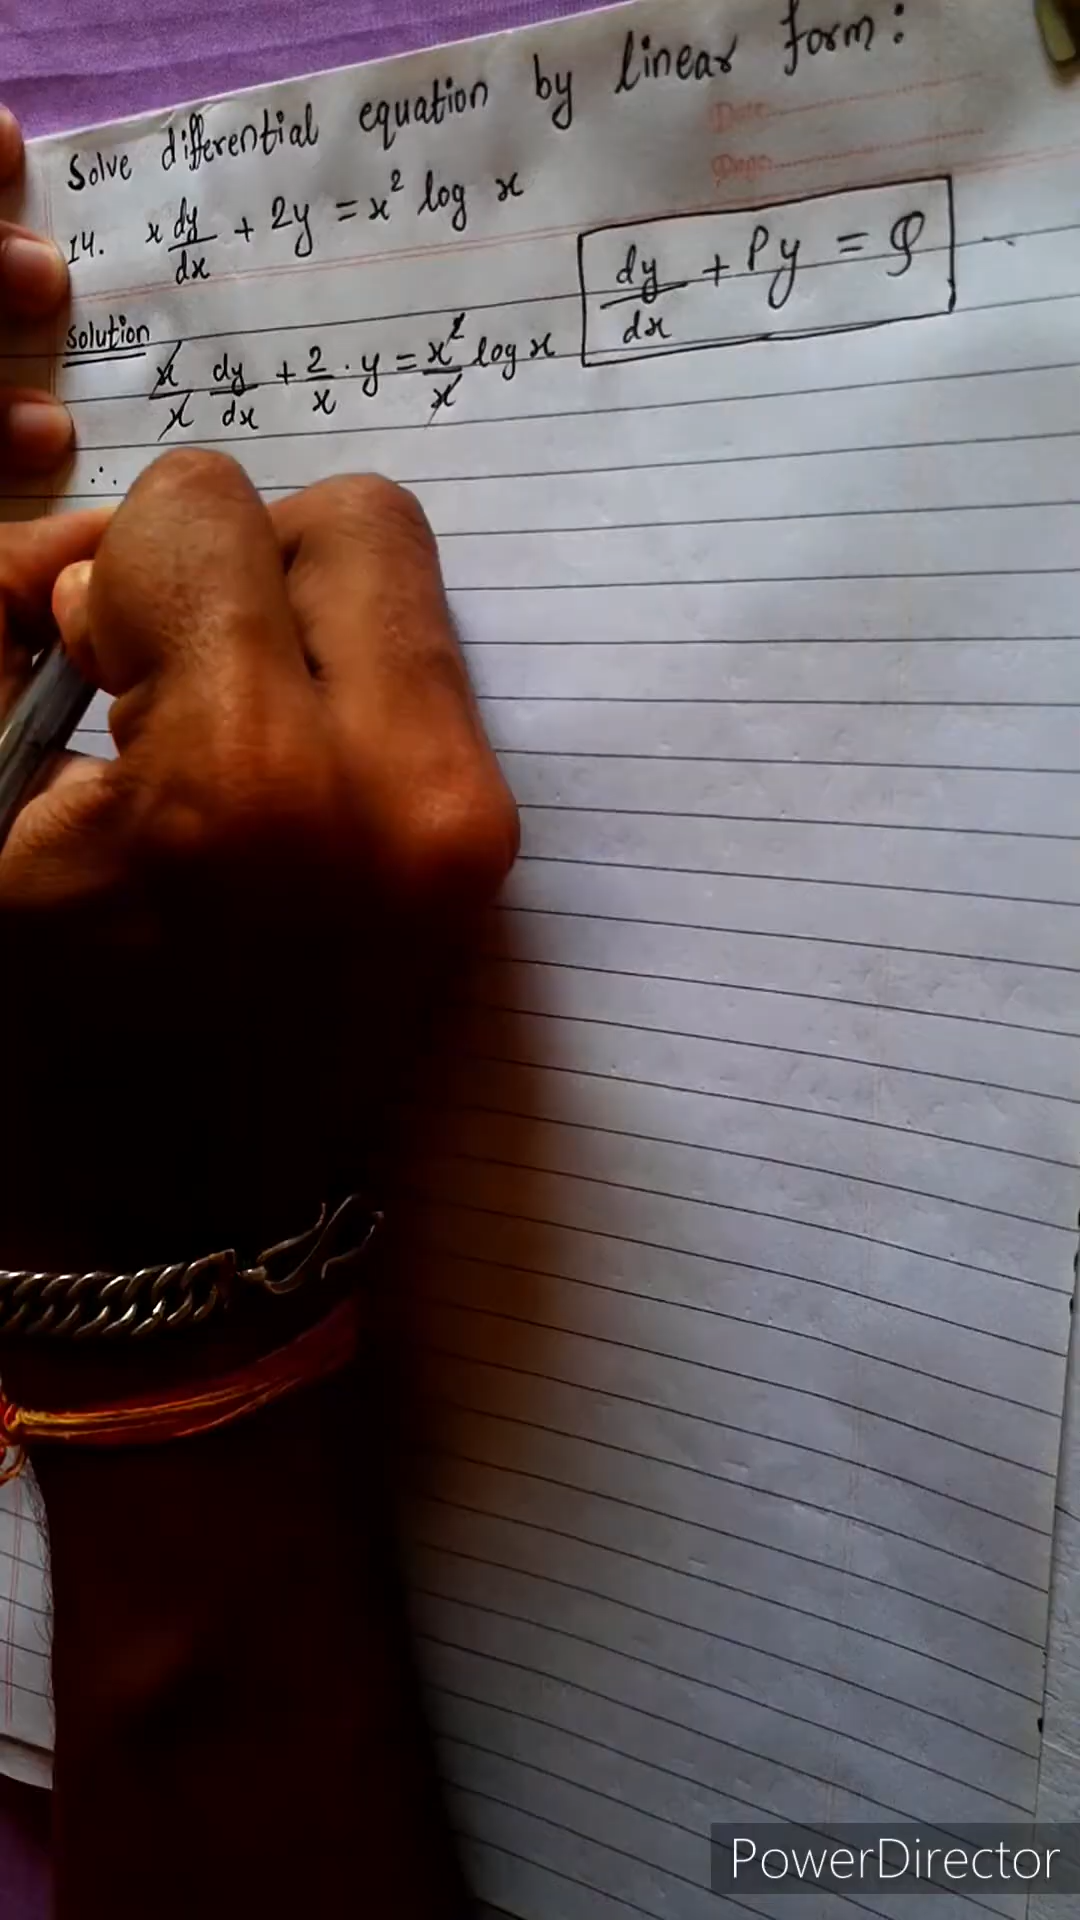 Solve differential equation by linear form:
Date
Page
14. x dy/dx + 2y = x² log x
dy/dx + Py = Q
Solution
x/x dy/dx + 2/x · y = x²/x log x
∴
PowerDirector